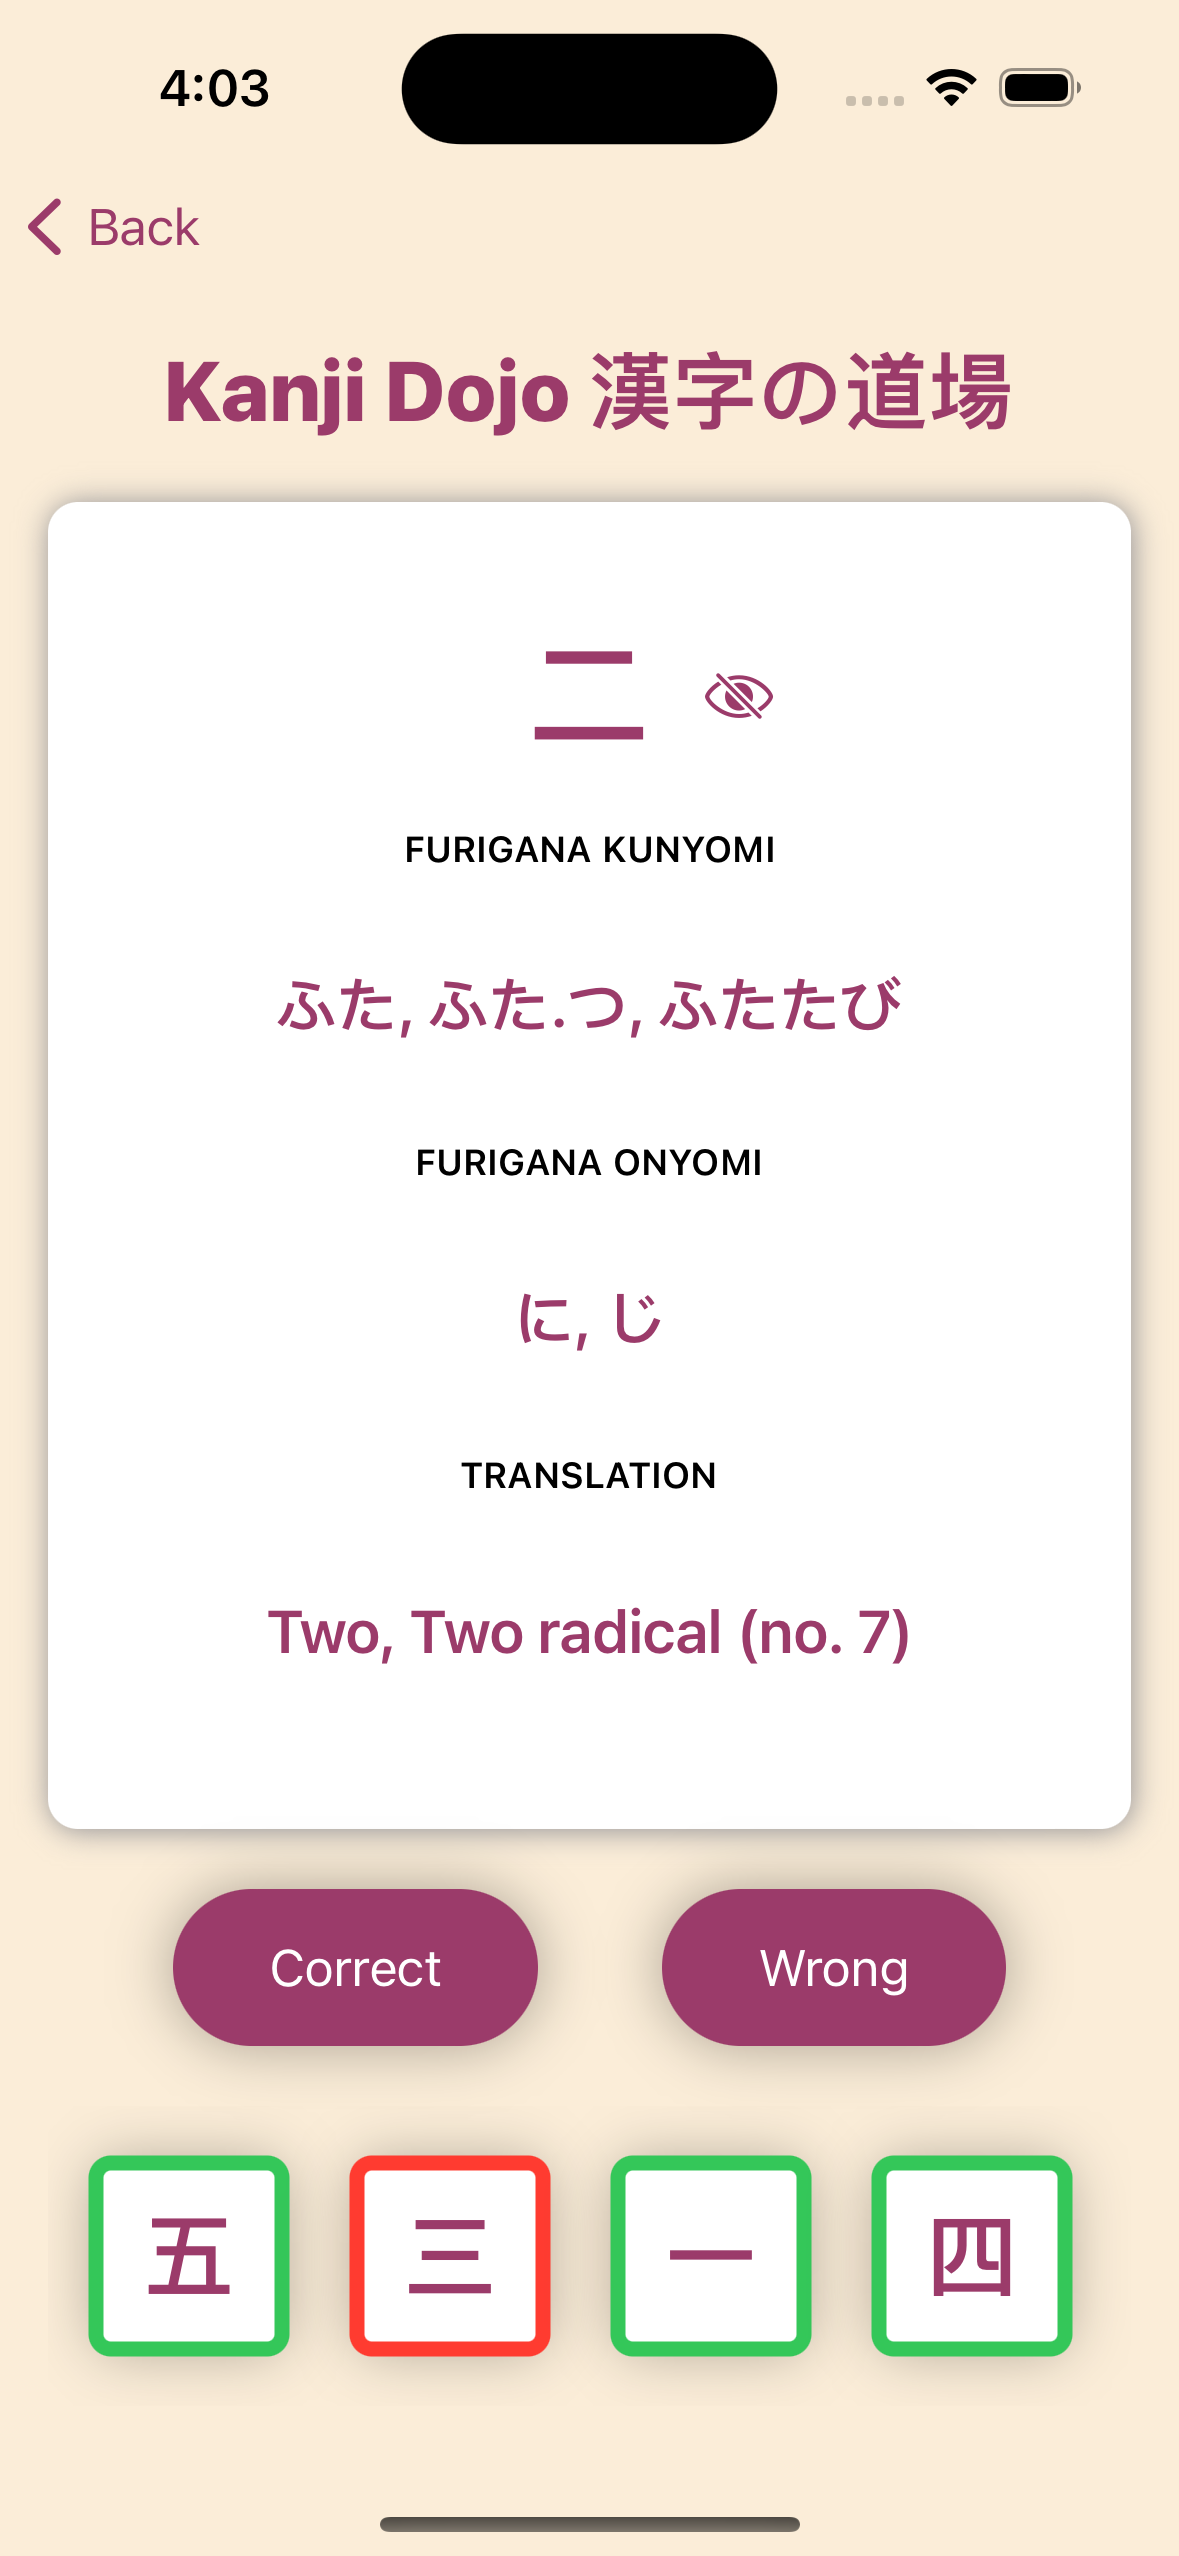 4:03
Back
Kanji Dojo 漢字の道場
二
FURIGANA KUNYOMI
ふた, ふた.つ, ふたたび
FURIGANA ONYOMI
に, じ
TRANSLATION
Two, Two radical (no. 7)
Correct Wrong
五 三 一 四